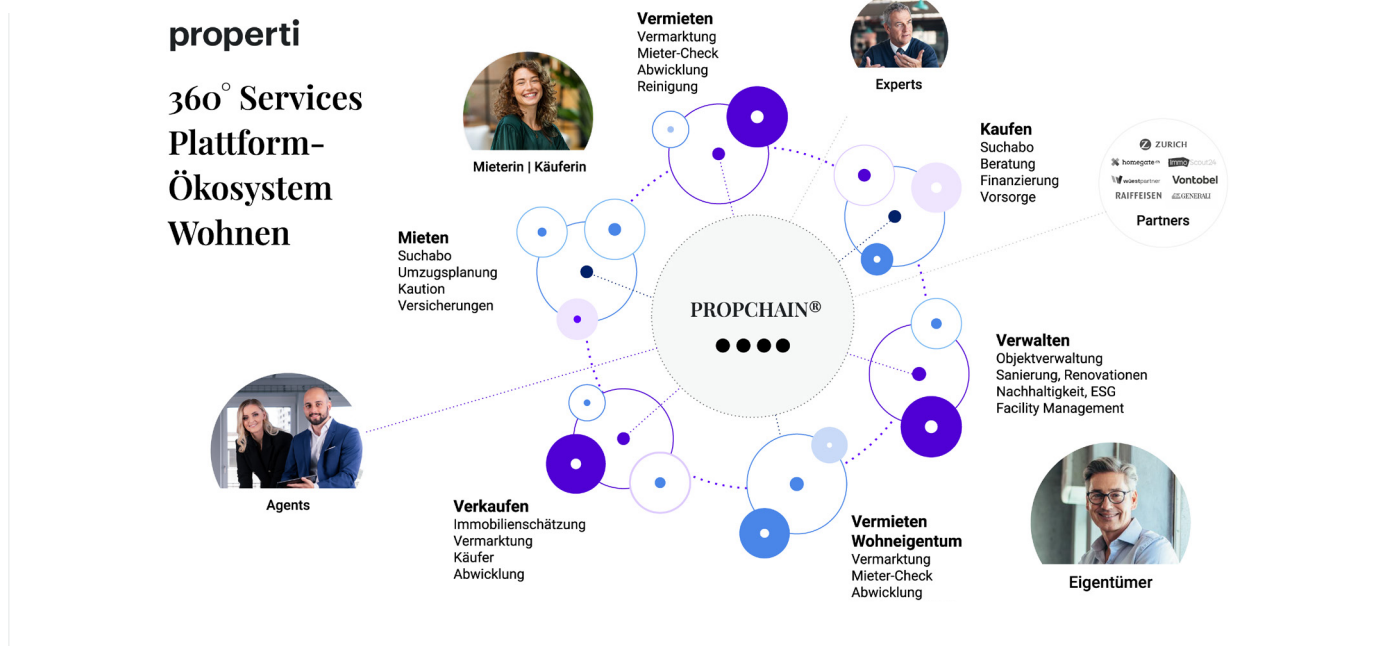 properti
360° Services
Plattform-
Ökosystem
Wohnen
Vermieten
Vermarktung
Mieter-Check
Abwicklung
Reinigung
Experts
Mieterin | Käuferin
Kaufen
Suchabo
Beratung
Finanzierung
Vorsorge
ZURICH
homegate
ImmoScout24
wüestpartner
Vontobel
RAIFFEISEN
GENERALI
Partners
Mieten
Suchabo
Umzugsplanung
Kaution
Versicherungen
PROPCHAIN®
Verwalten
Objektverwaltung
Sanierung, Renovationen
Nachhaltigkeit, ESG
Facility Management
Agents
Verkaufen
Immobilienschätzung
Vermarktung
Käufer
Abwicklung
Vermieten
Wohneigentum
Vermarktung
Mieter-Check
Abwicklung
Eigentümer